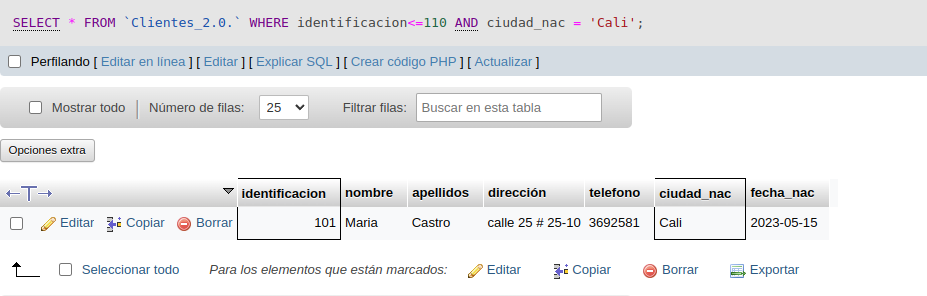 SELECT * FROM `Clientes_2.0.` WHERE identificacion<=110 AND ciudad_nac = 'Cali';
Perfilando [ Editar en línea ] [ Editar ] [ Explicar SQL ] [ Crear código PHP ] [ Actualizar ]
Mostrar todo | Número de filas: 25 Filtrar filas: Buscar en esta tabla
Opciones extra
identificacion nombre apellidos dirección telefono ciudad_nac fecha_nac
Editar Copiar Borrar 101 Maria Castro calle 25 # 25-10 3692581 Cali 2023-05-15
Seleccionar todo Para los elementos que están marcados: Editar Copiar Borrar Exportar